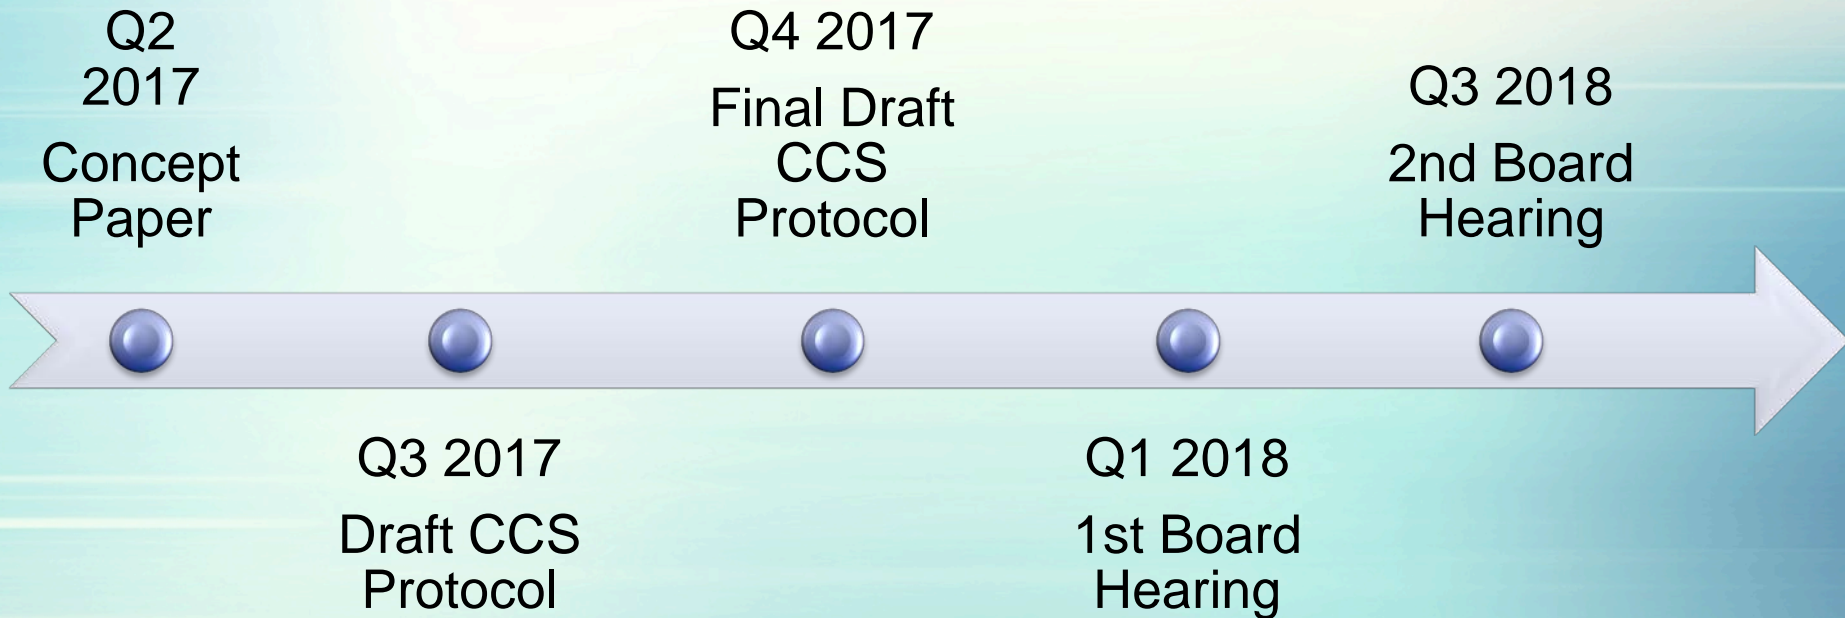 Q2
2017
Concept
Paper
Q3 2017
Draft CCS
Protocol
Q4 2017
Final Draft
CCS
Protocol
Q1 2018
1st Board
Hearing
Q3 2018
2nd Board
Hearing